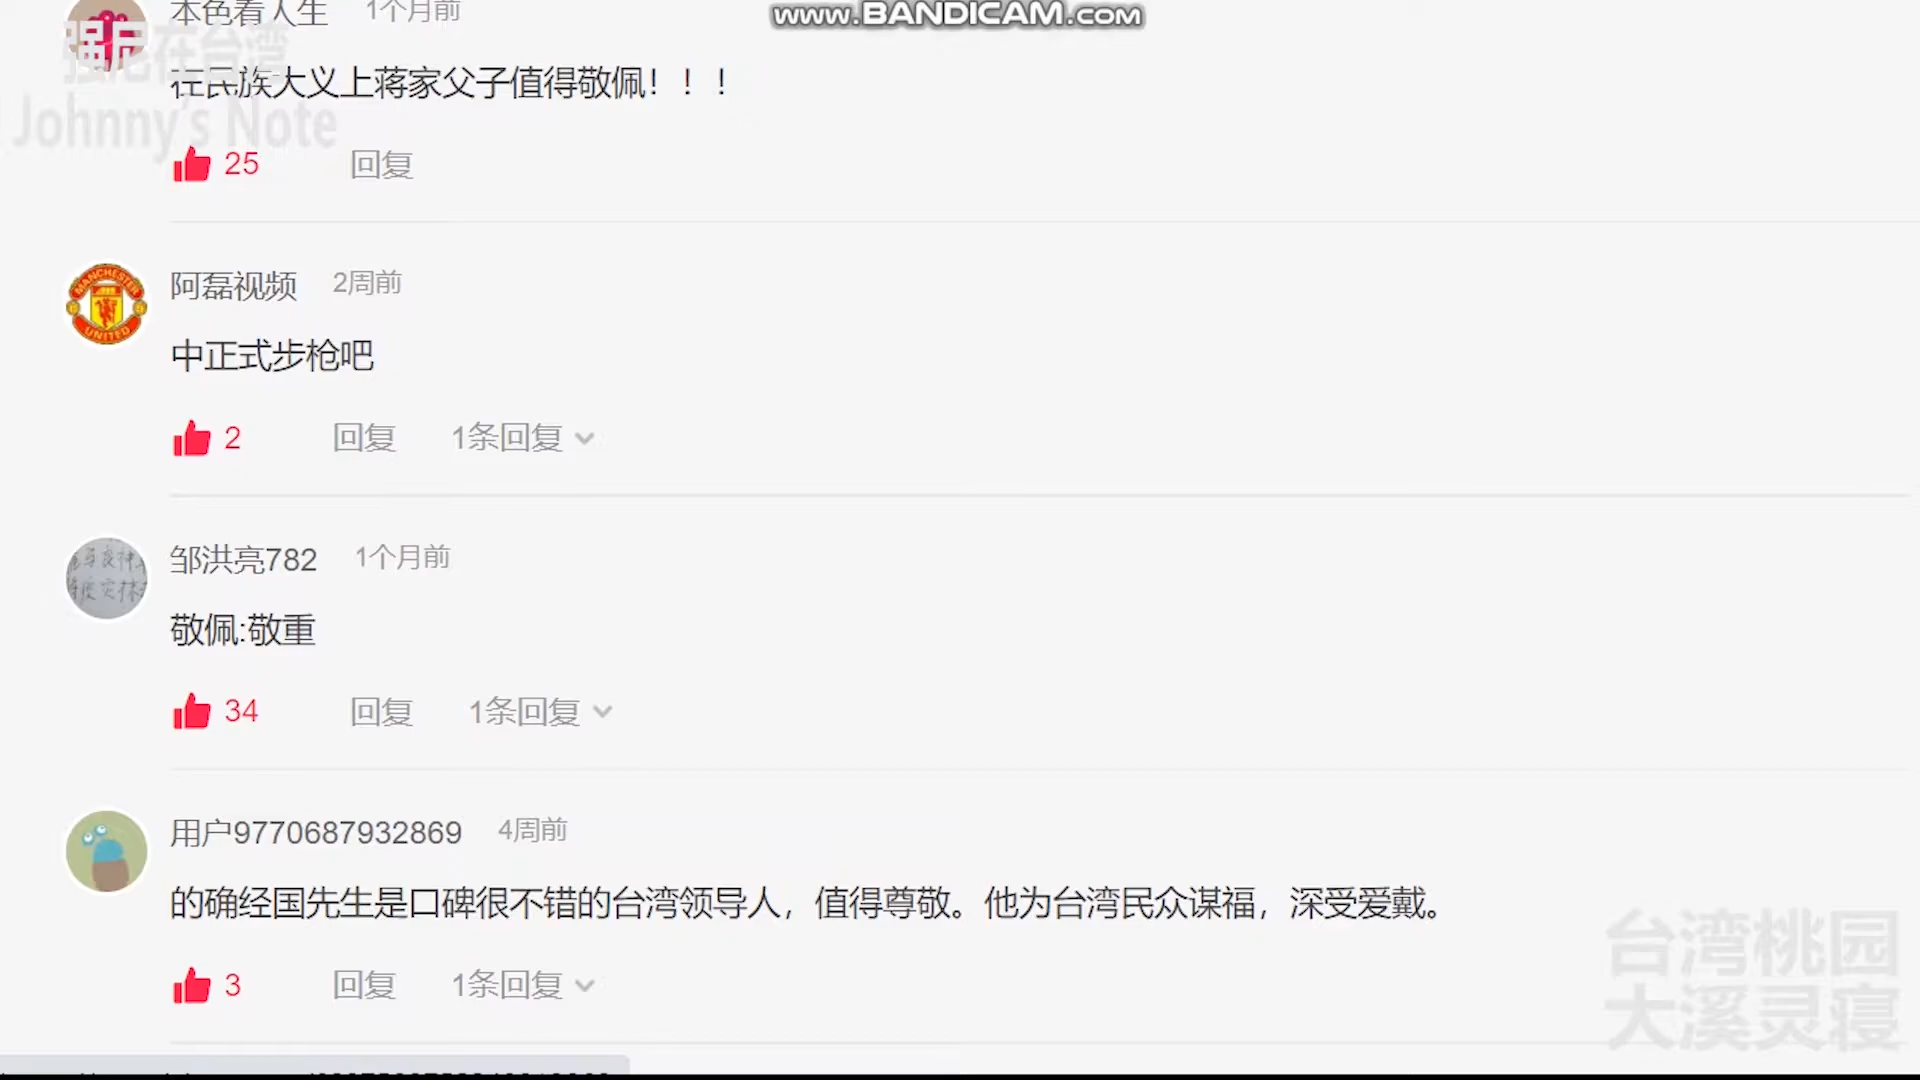 www.BANDICAM.com
本色看人生 1个月前
强尼在台湾
在民族大义上蒋家父子值得敬佩！！！
Johnny's Note
25 回复
MANCHESTER UNITED
阿磊视频 2周前
中正式步枪吧
2 回复 1条回复
邹洪亮782 1个月前
敬佩:敬重
34 回复 1条回复
用户9770687932869 4周前
的确经国先生是口碑很不错的台湾领导人，值得尊敬。他为台湾民众谋福，深受爱戴。
3 回复 1条回复
台湾桃园
大溪灵寝